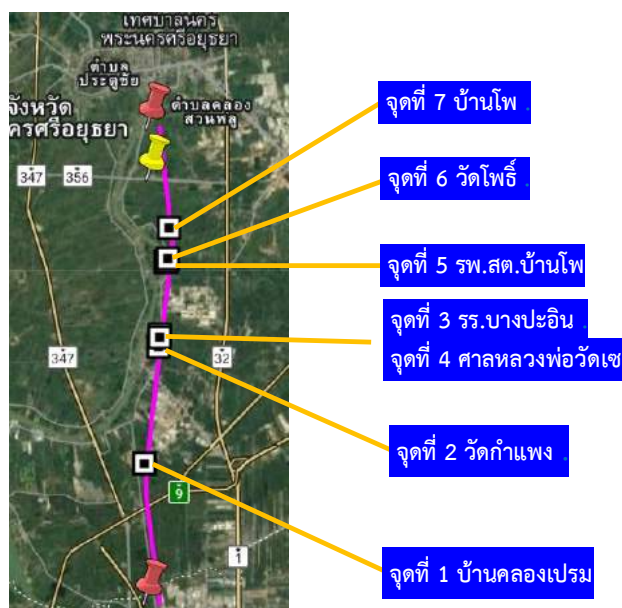 เทศบาลนคร
พระนครศรีอยุธยา
ตำบล
ประตูชัย
จังหวัด
ครศรีอยุธยา
ตำบลคลอง
สวนพลู
347
356
347
32
9
1
จุดที่ 7 บ้านโพ .
จุดที่ 6 วัดโพธิ์ .
จุดที่ 5 รพ.สต.บ้านโพ
จุดที่ 3 รร.บางปะอิน .
จุดที่ 4 ศาลหลวงพ่อวัดเซ
จุดที่ 2 วัดกำแพง .
จุดที่ 1 บ้านคลองเปรม